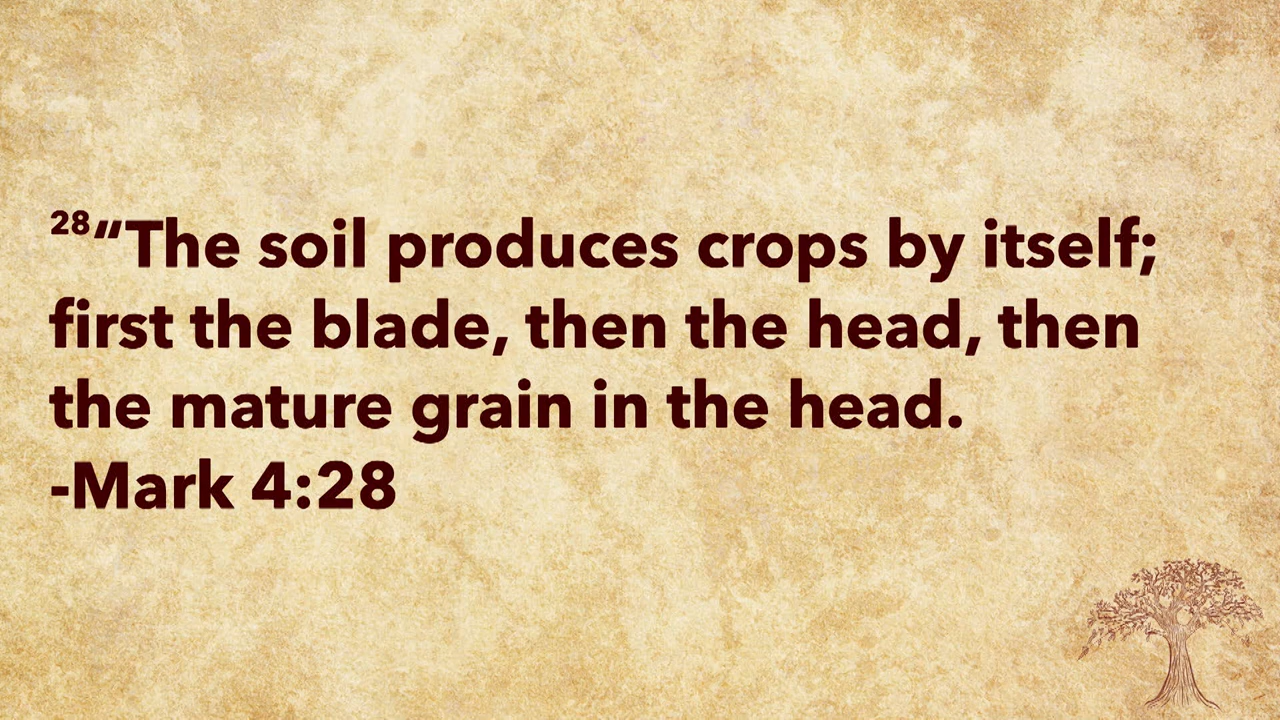 28“The soil produces crops by itself;
first the blade, then the head, then
the mature grain in the head.
-Mark 4:28